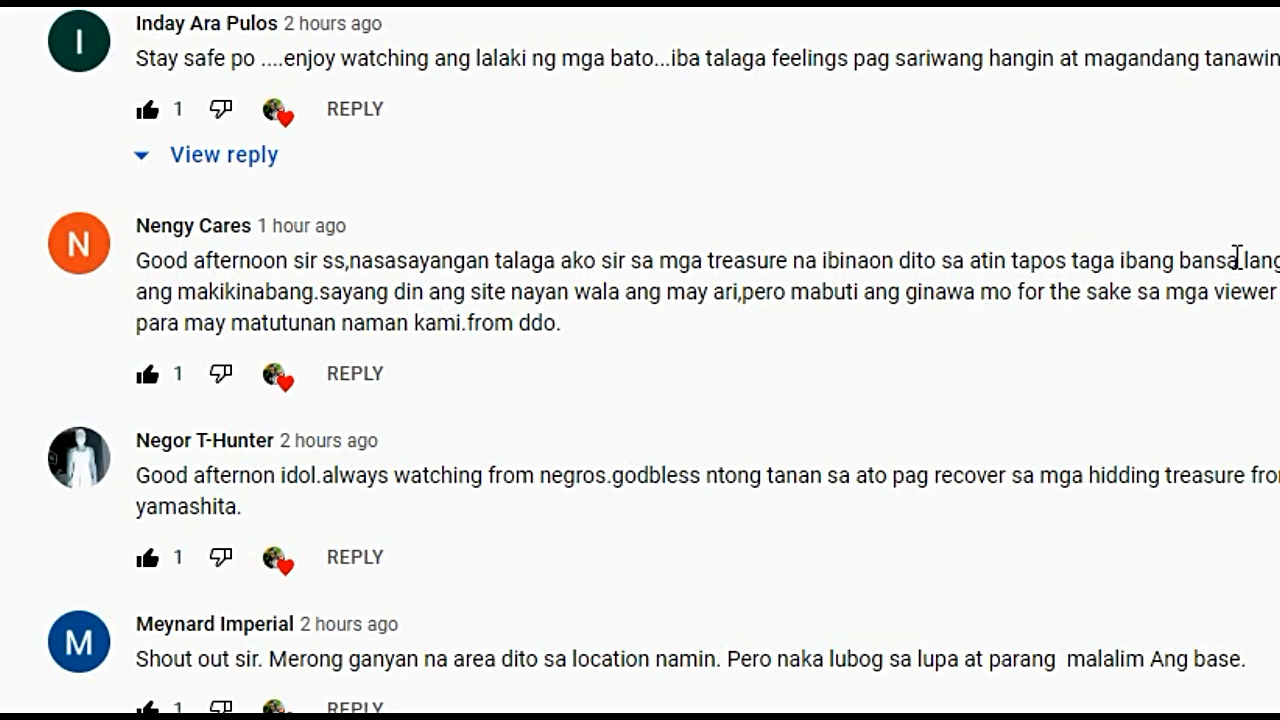 I
Inday Ara Pulos 2 hours ago
Stay safe po ....enjoy watching ang lalaki ng mga bato...iba talaga feelings pag sariwang hangin at magandang tanawin
1 REPLY
View reply
N
Nengy Cares 1 hour ago
Good afternoon sir ss,nasasayangan talaga ako sir sa mga treasure na ibinaon dito sa atin tapos taga ibang bansa lang
ang makikinabang.sayang din ang site nayan wala ang may ari,pero mabuti ang ginawa mo for the sake sa mga viewer
para may matutunan naman kami.from ddo.
1 REPLY
Negor T-Hunter 2 hours ago
Good afternon idol.always watching from negros.godbless ntong tanan sa ato pag recover sa mga hidding treasure
yamashita.
1 REPLY
M
Meynard Imperial 2 hours ago
Shout out sir. Merong ganyan na area dito sa location namin. Pero naka lubog sa lupa at parang malalim Ang base.
1 REPLY